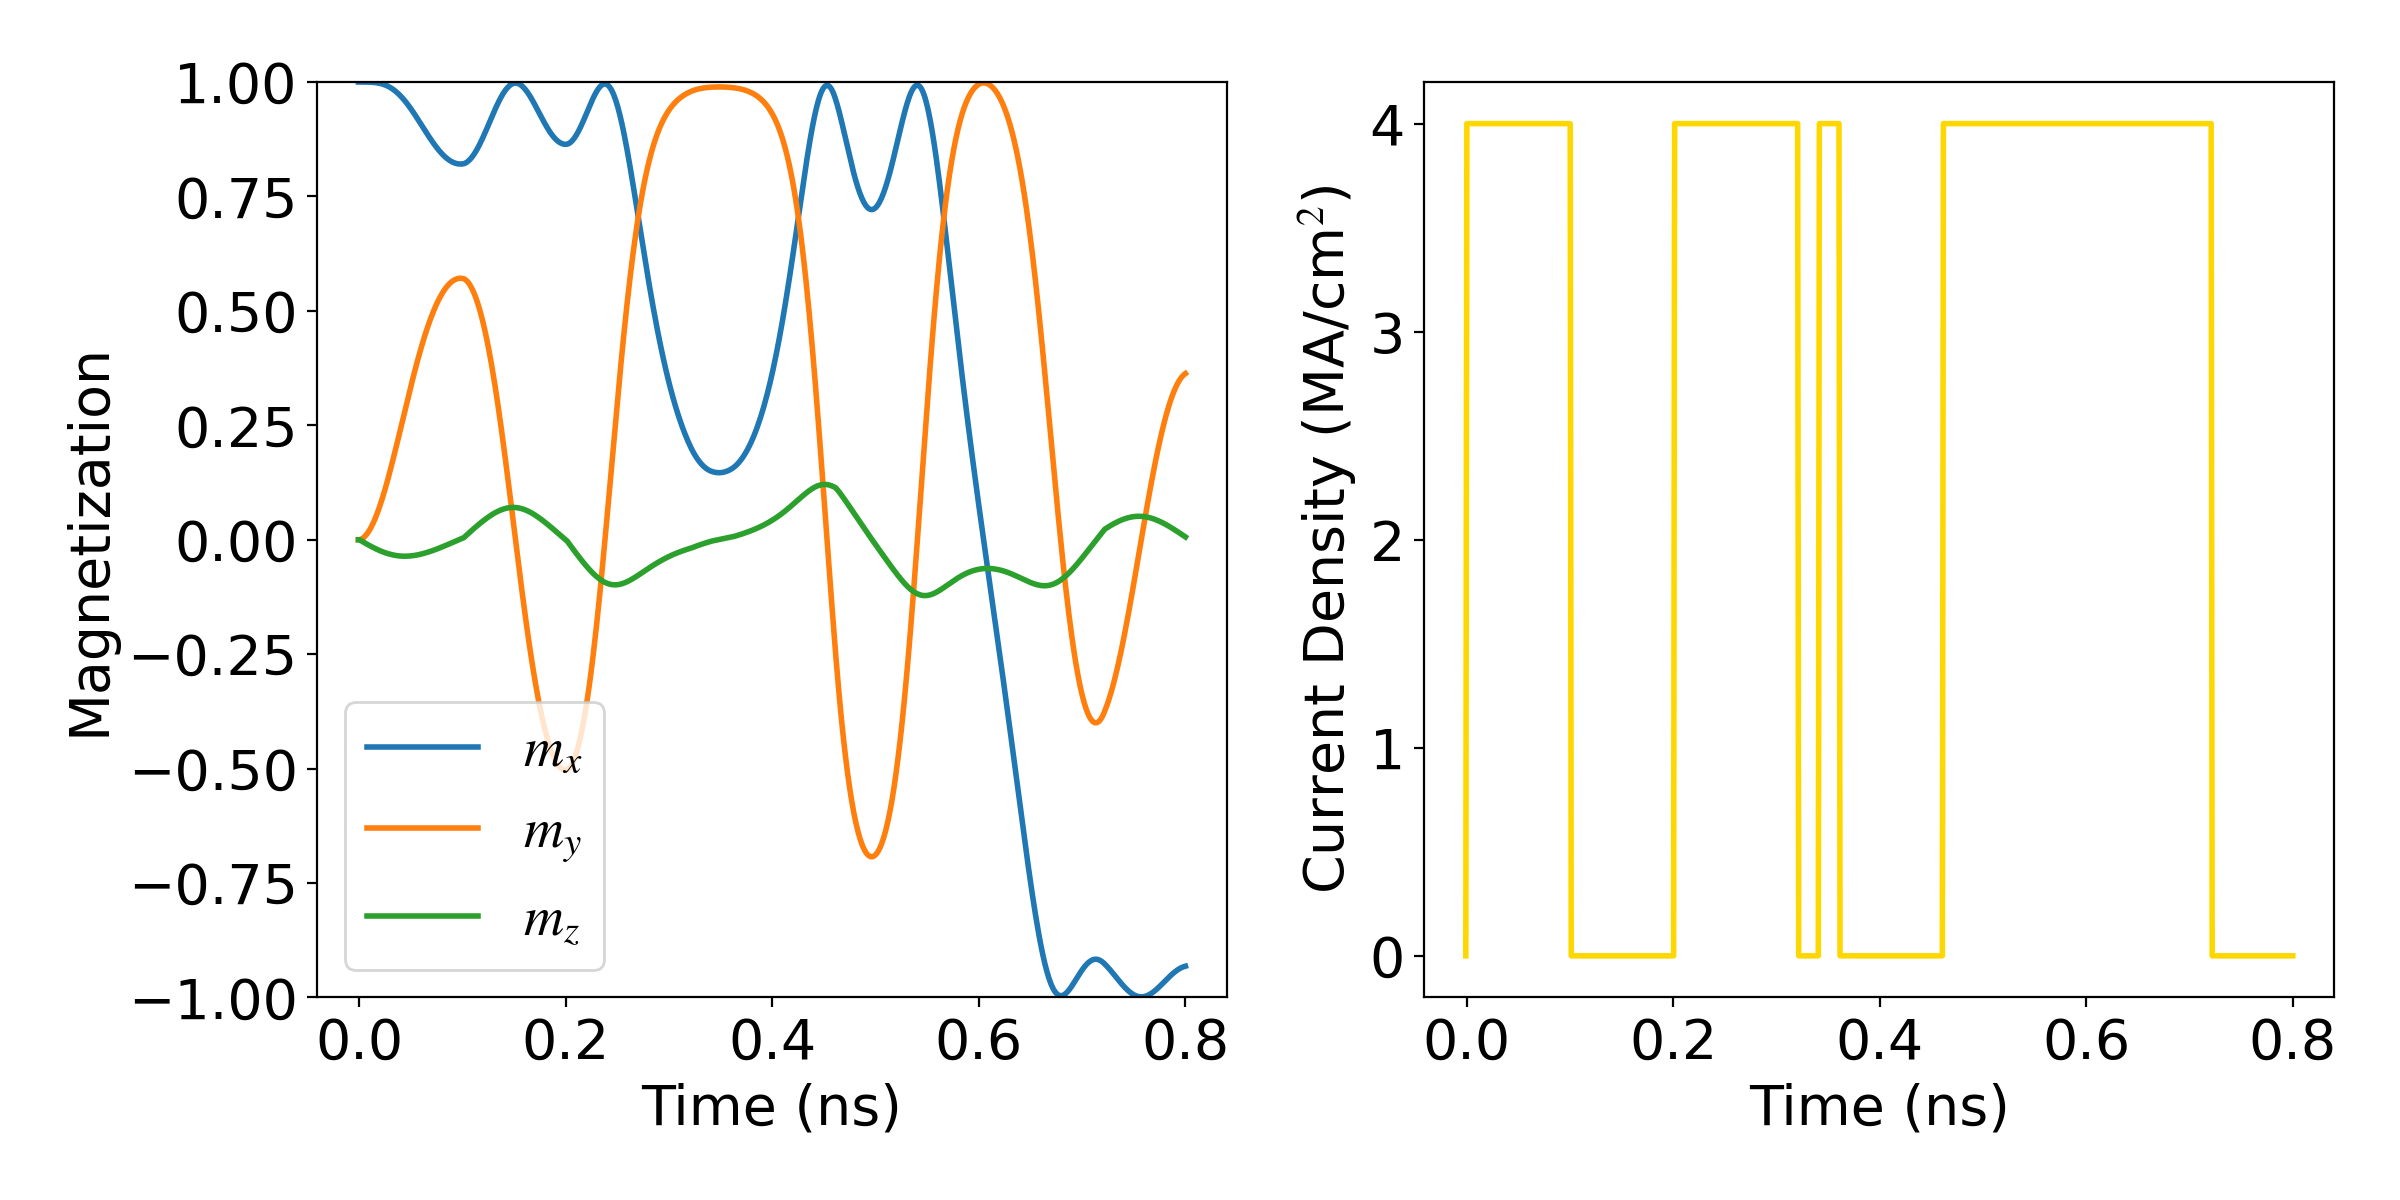 Magnetization
1.00
0.75
0.50
0.25
0.00
−0.25
−0.50
−0.75
−1.00
m_x
m_y
m_z
0.0 0.2 0.4 0.6 0.8
Time (ns)
Current Density (MA/cm²)
4
3
2
1
0
0.0 0.2 0.4 0.6 0.8
Time (ns)